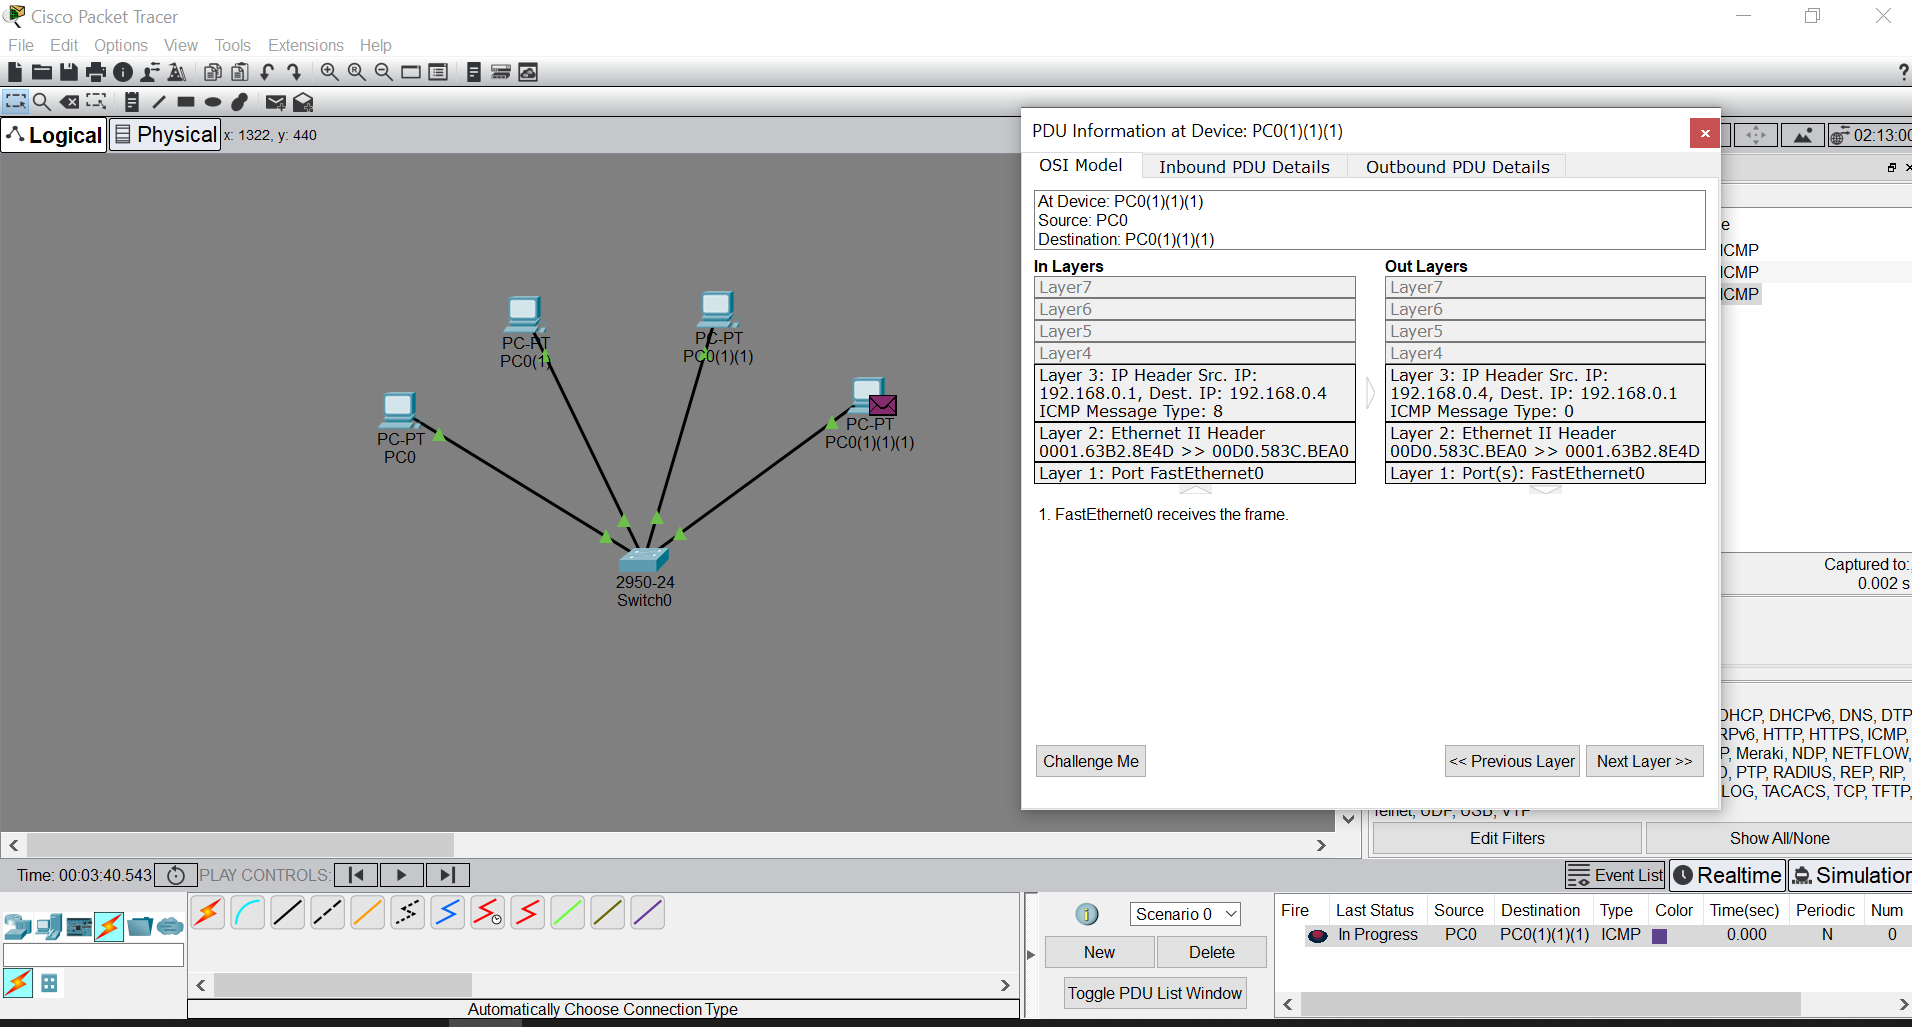 Cisco Packet Tracer
File Edit Options View Tools Extensions Help
?
Logical Physical x: 1322, y: 440
02:13:00
PDU Information at Device: PC0(1)(1)(1)
OSI Model Inbound PDU Details Outbound PDU Details
At Device: PC0(1)(1)(1)
Source: PC0
Destination: PC0(1)(1)(1)
In Layers
Layer7
Layer6
Layer5
Layer4
Layer 3: IP Header Src. IP:
192.168.0.1, Dest. IP: 192.168.0.4
ICMP Message Type: 8
Layer 2: Ethernet II Header
0001.63B2.8E4D >> 00D0.583C.BEA0
Layer 1: Port FastEthernet0
Out Layers
Layer7
Layer6
Layer5
Layer4
Layer 3: IP Header Src. IP:
192.168.0.4, Dest. IP: 192.168.0.1
ICMP Message Type: 0
Layer 2: Ethernet II Header
00D0.583C.BEA0 >> 0001.63B2.8E4D
Layer 1: Port(s): FastEthernet0
1. FastEthernet0 receives the frame.
Challenge Me << Previous Layer Next Layer >>
PC-PT
PC0(1)
PC-PT
PC0(1)(1)
PC-PT
PC0
PC-PT
PC0(1)(1)(1)
2950-24
Switch0
e
ICMP
ICMP
ICMP
Captured to:
0.002 s
DHCP, DHCPv6, DNS, DTP
RPv6, HTTP, HTTPS, ICMP,
P, Meraki, NDP, NETFLOW,
, PTP, RADIUS, REP, RIP,
LOG, TACACS, TCP, TFTP,
Telnet, UDP, USB, VTP
Edit Filters Show All/None
Time: 00:03:40.543 PLAY CONTROLS:
Event List Realtime Simulation
Automatically Choose Connection Type
Scenario 0
New Delete
Toggle PDU List Window
Fire Last Status Source Destination Type Color Time(sec) Periodic Num
In Progress PC0 PC0(1)(1)(1) ICMP 0.000 N 0